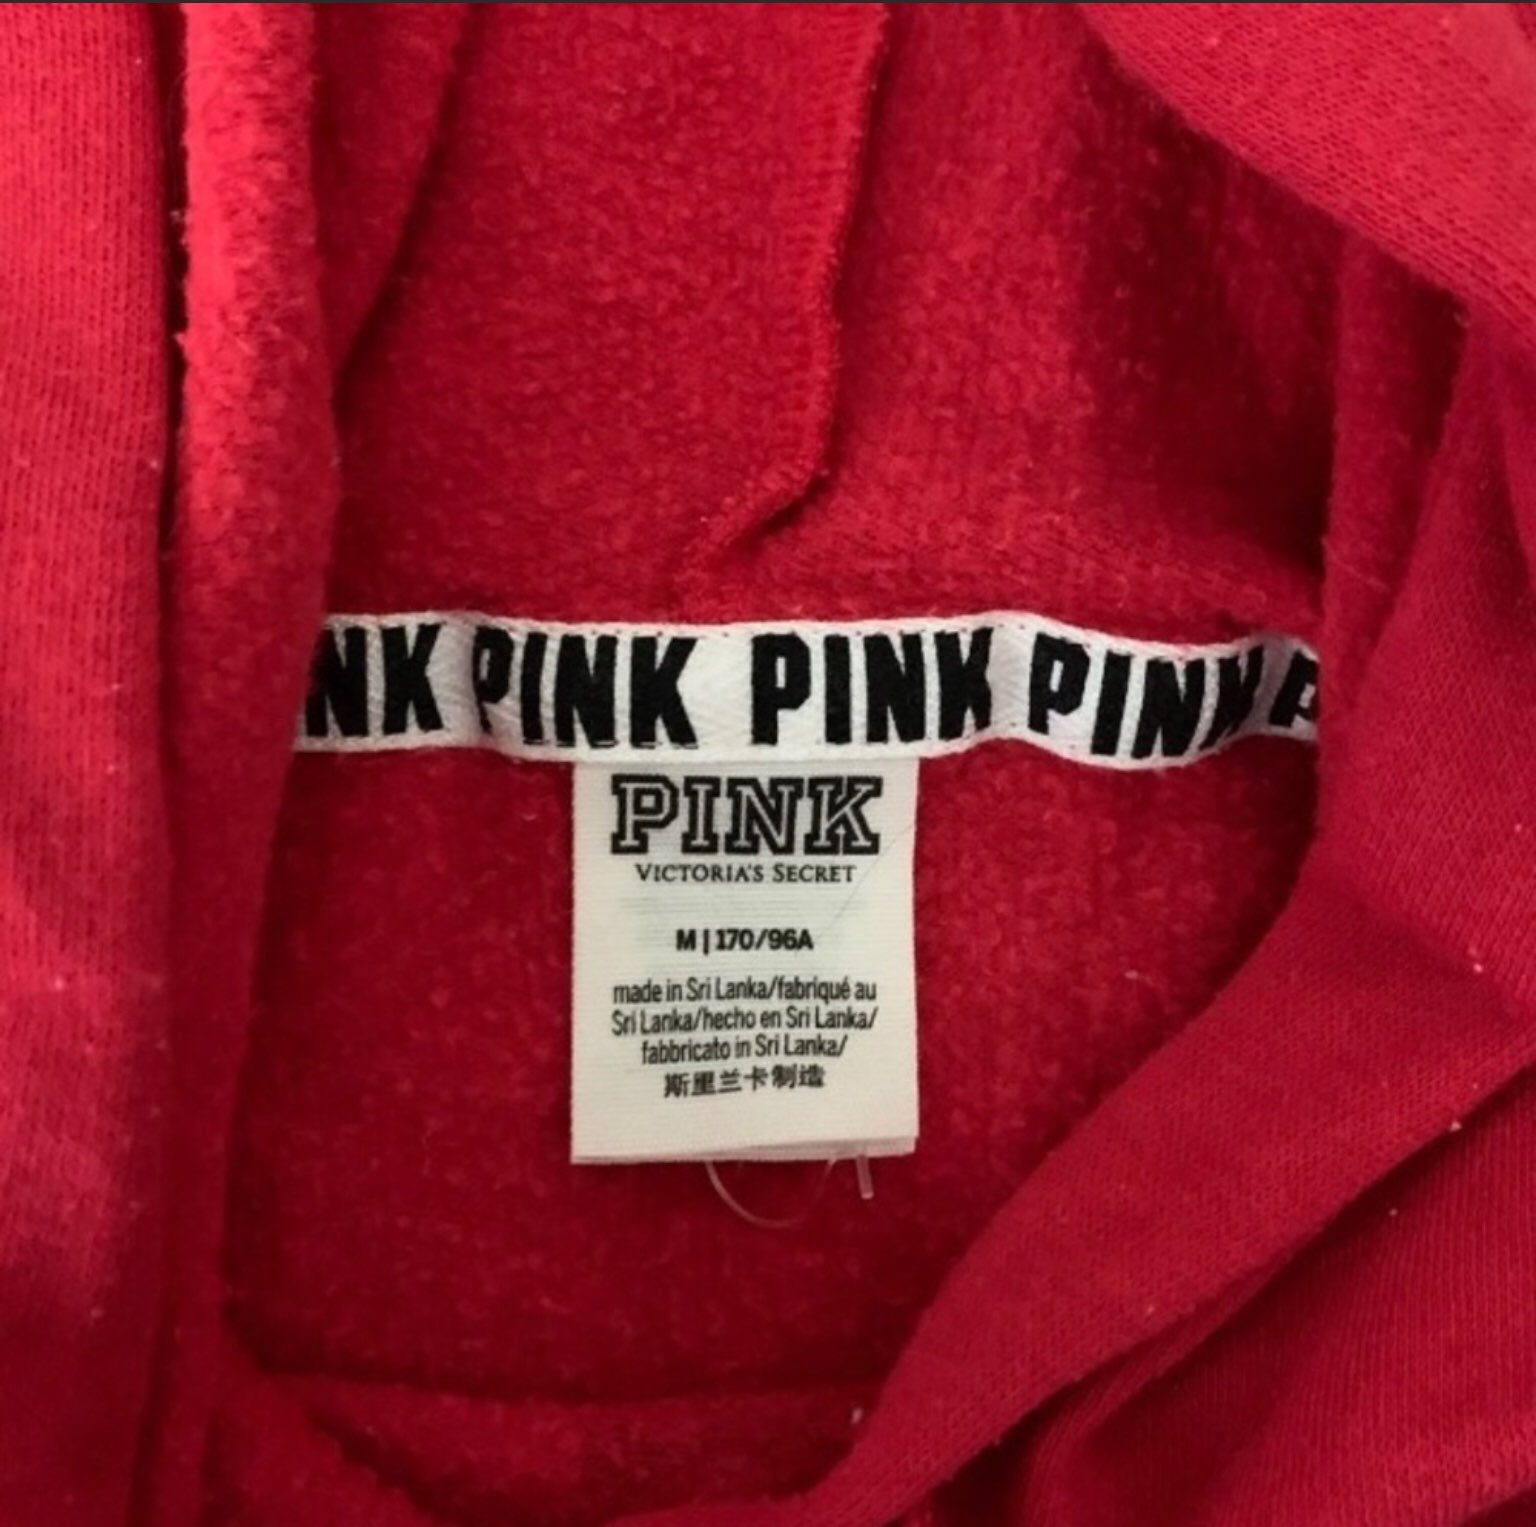 NK PINK PINK PINK P
PINK
VICTORIA'S SECRET
M | 170/96A
made in Sri Lanka/fabriqué au
Sri Lanka/hecho en Sri Lanka/
fabbricato in Sri Lanka/
斯里兰卡制造